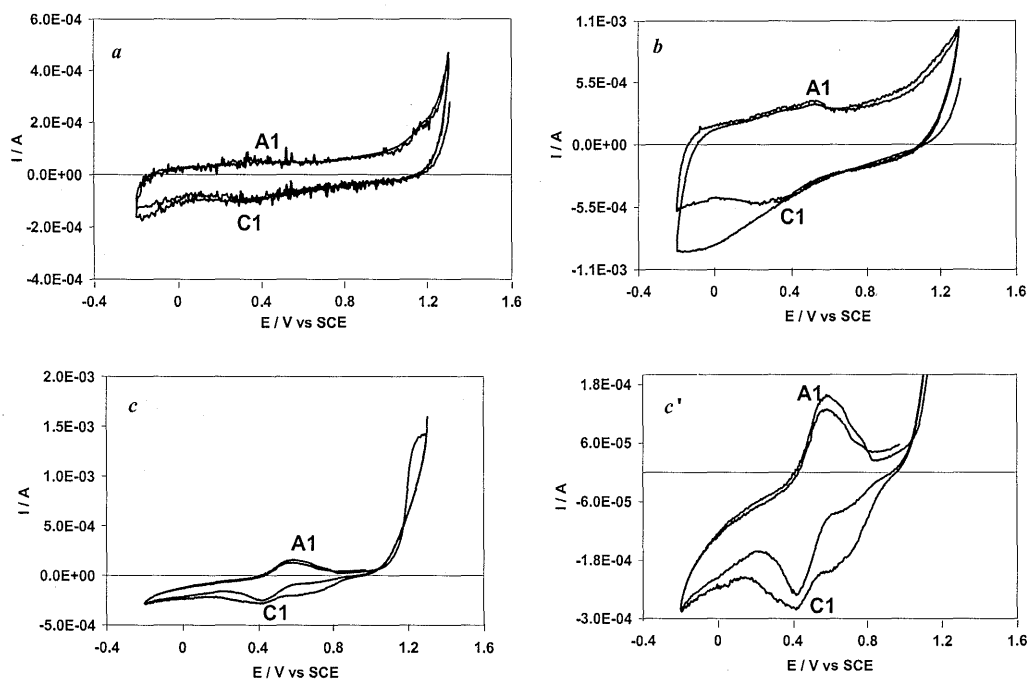 a
6.0E-04
4.0E-04
2.0E-04
0.0E+00
-2.0E-04
-4.0E-04
I / A
A1
C1
-0.4 0 0.4 0.8 1.2 1.6
E / V vs SCE
b
1.1E-03
5.5E-04
0.0E+00
-5.5E-04
-1.1E-03
I / A
A1
C1
-0.4 0 0.4 0.8 1.2 1.6
E / V vs SCE
c
2.0E-03
1.5E-03
1.0E-03
5.0E-04
0.0E+00
-5.0E-04
I / A
A1
C1
-0.4 0 0.4 0.8 1.2 1.6
E / V vs SCE
c'
1.8E-04
6.0E-05
-6.0E-05
-1.8E-04
-3.0E-04
I / A
A1
C1
-0.4 0 0.4 0.8 1.2 1.6
E / V vs SCE